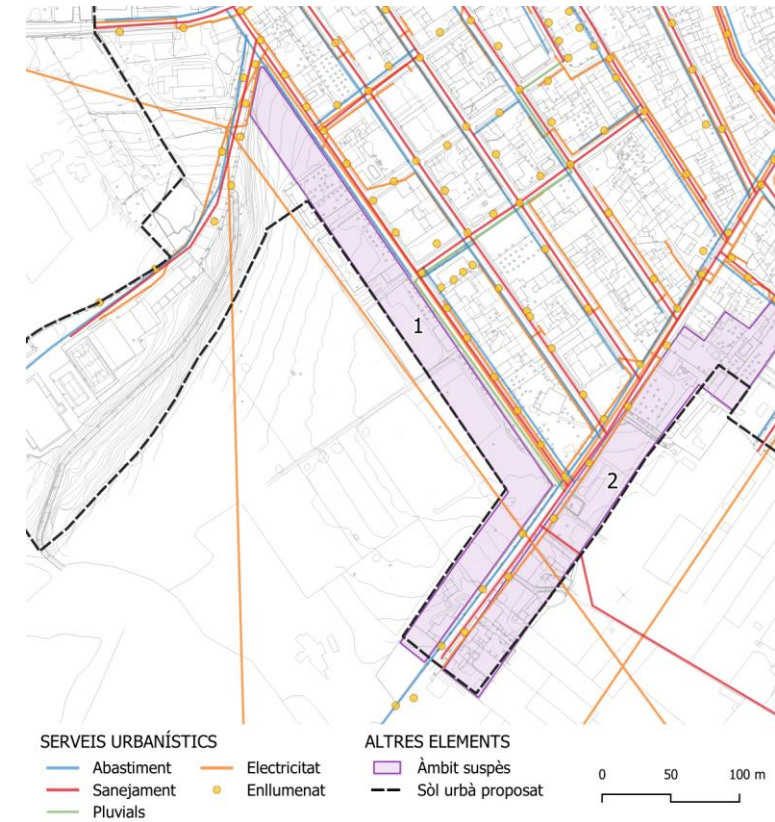 1
2
SERVEIS URBANÍSTICS
Abastiment
Sanejament
Pluvials
Electricitat
Enllumenat
ALTRES ELEMENTS
Àmbit suspès
Sòl urbà proposat
0 50 100 m